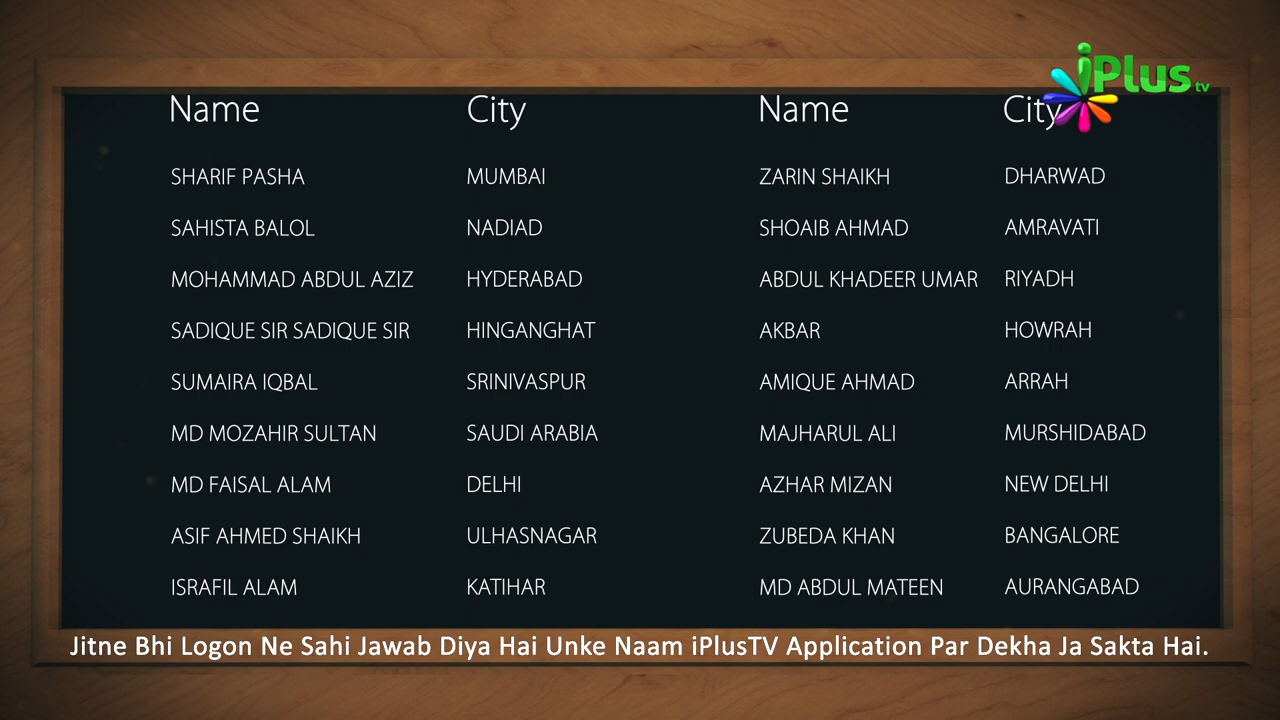 iPlus tv
Name City Name City
SHARIF PASHA MUMBAI ZARIN SHAIKH DHARWAD
SAHISTA BALOL NADIAD SHOAIB AHMAD AMRAVATI
MOHAMMAD ABDUL AZIZ HYDERABAD ABDUL KHADEER UMAR RIYADH
SADIQUE SIR SADIQUE SIR HINGANGHAT AKBAR HOWRAH
SUMAIRA IQBAL SRINIVASPUR AMIQUE AHMAD ARRAH
MD MOZAHIR SULTAN SAUDI ARABIA MAJHARUL ALI MURSHIDABAD
MD FAISAL ALAM DELHI AZHAR MIZAN NEW DELHI
ASIF AHMED SHAIKH ULHASNAGAR ZUBEDA KHAN BANGALORE
ISRAFIL ALAM KATIHAR MD ABDUL MATEEN AURANGABAD
Jitne Bhi Logon Ne Sahi Jawab Diya Hai Unke Naam iPlusTV Application Par Dekha Ja Sakta Hai.